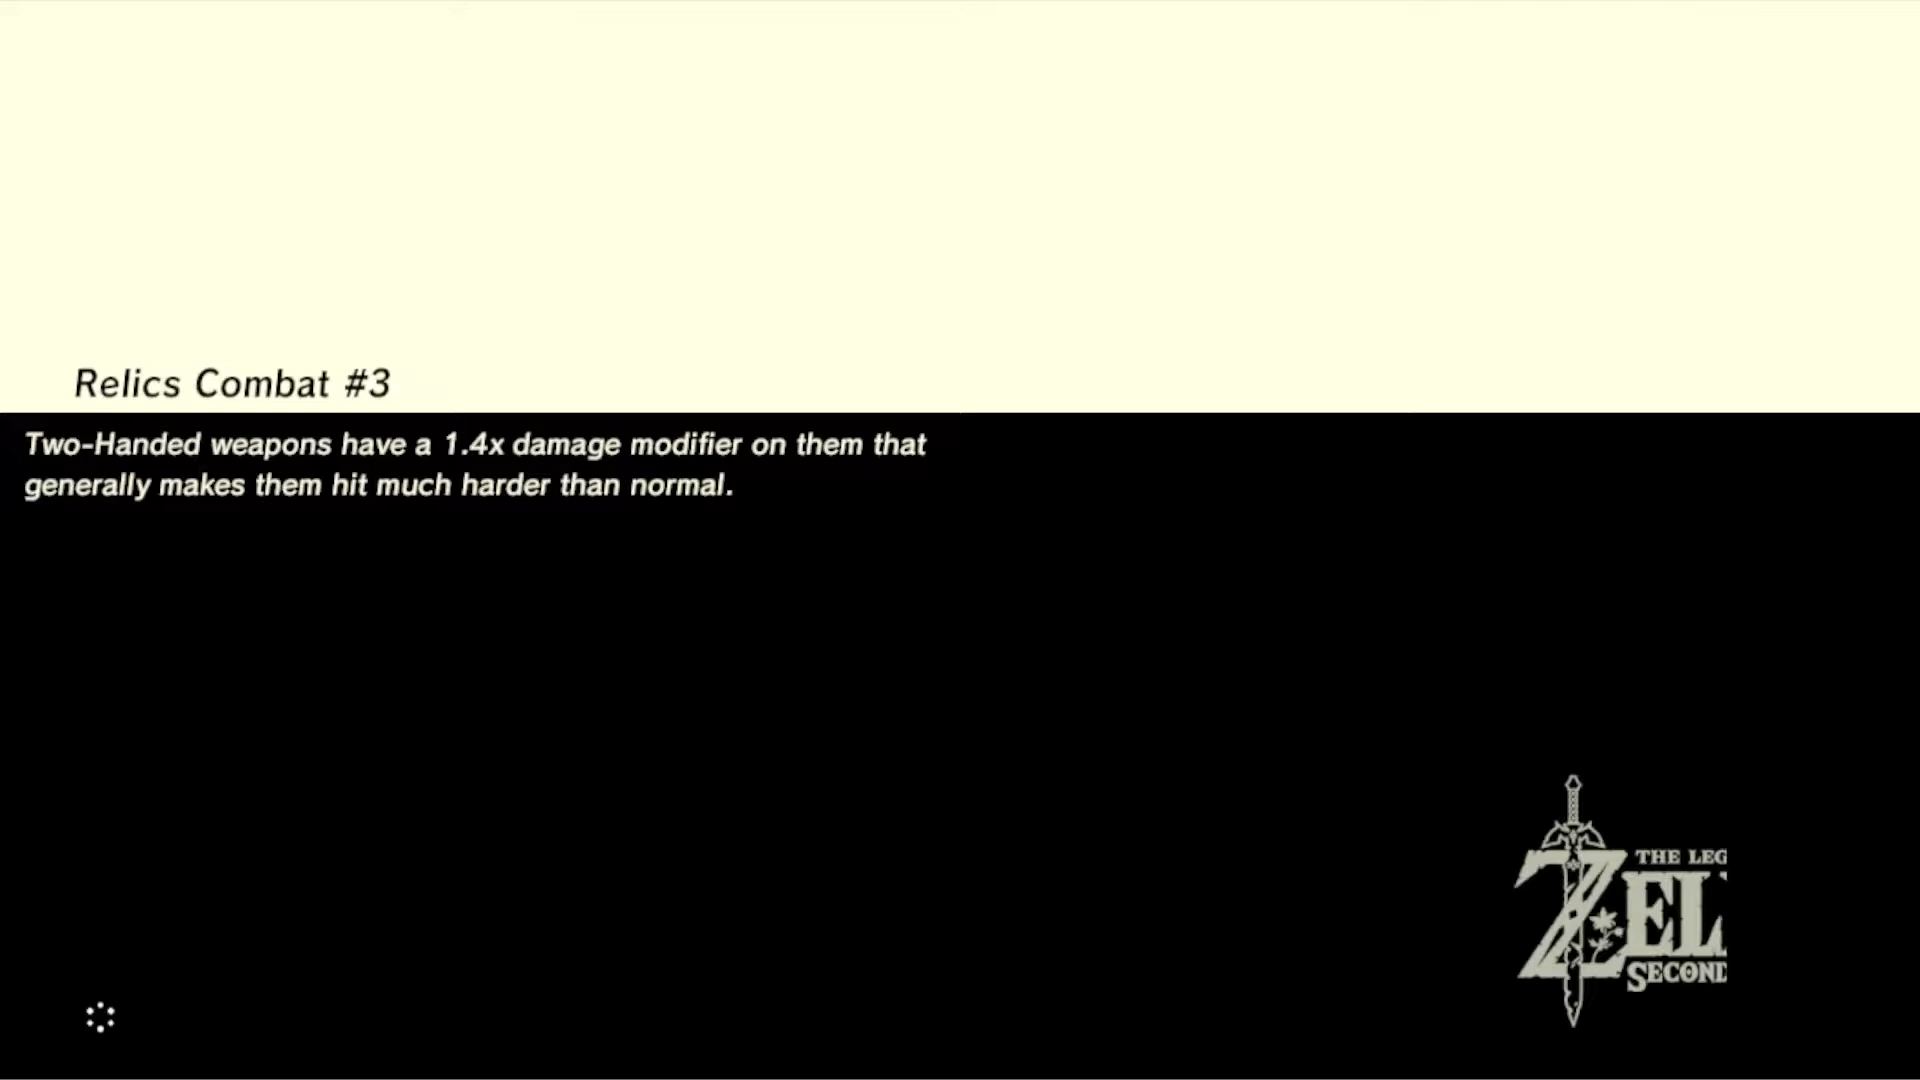 Relics Combat #3
Two-Handed weapons have a 1.4x damage modifier on them that
generally makes them hit much harder than normal.
THE LEG
ZEL
SECOND